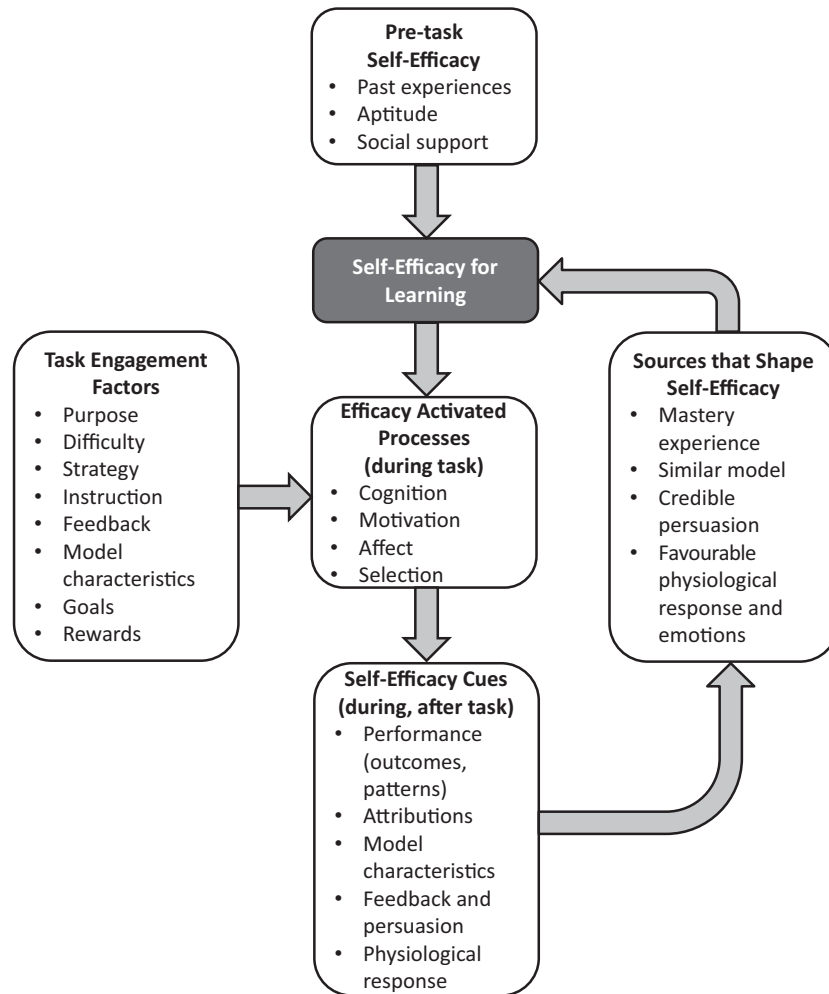 Pre-task
Self-Efficacy
• Past experiences
• Aptitude
• Social support
Self-Efficacy for
Learning
Task Engagement
Factors
• Purpose
• Difficulty
• Strategy
• Instruction
• Feedback
• Model
characteristics
• Goals
• Rewards
Efficacy Activated
Processes
(during task)
• Cognition
• Motivation
• Affect
• Selection
Sources that Shape
Self-Efficacy
• Mastery
experience
• Similar model
• Credible
persuasion
• Favourable
physiological
response and
emotions
Self-Efficacy Cues
(during, after task)
• Performance
(outcomes,
patterns)
• Attributions
• Model
characteristics
• Feedback and
persuasion
• Physiological
response